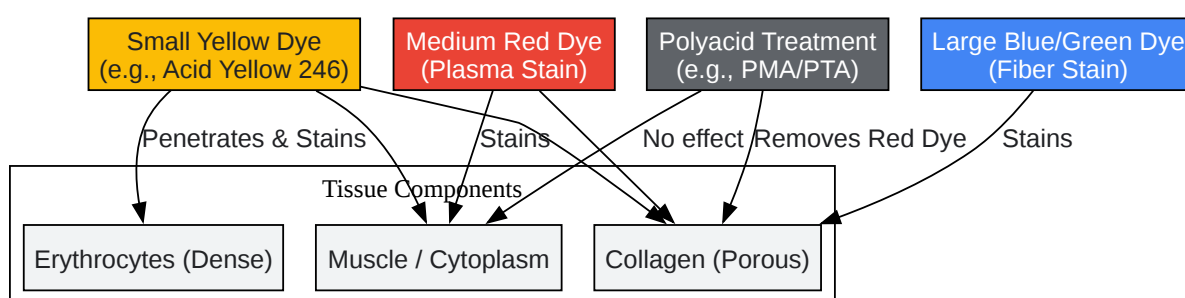 Small Yellow Dye
(e.g., Acid Yellow 246)
Medium Red Dye
(Plasma Stain)
Polyacid Treatment
(e.g., PMA/PTA)
Large Blue/Green Dye
(Fiber Stain)
Penetrates & Stains
Stains
No effect
Removes Red Dye
Stains
Tissue Components
Erythrocytes (Dense)
Muscle / Cytoplasm
Collagen (Porous)